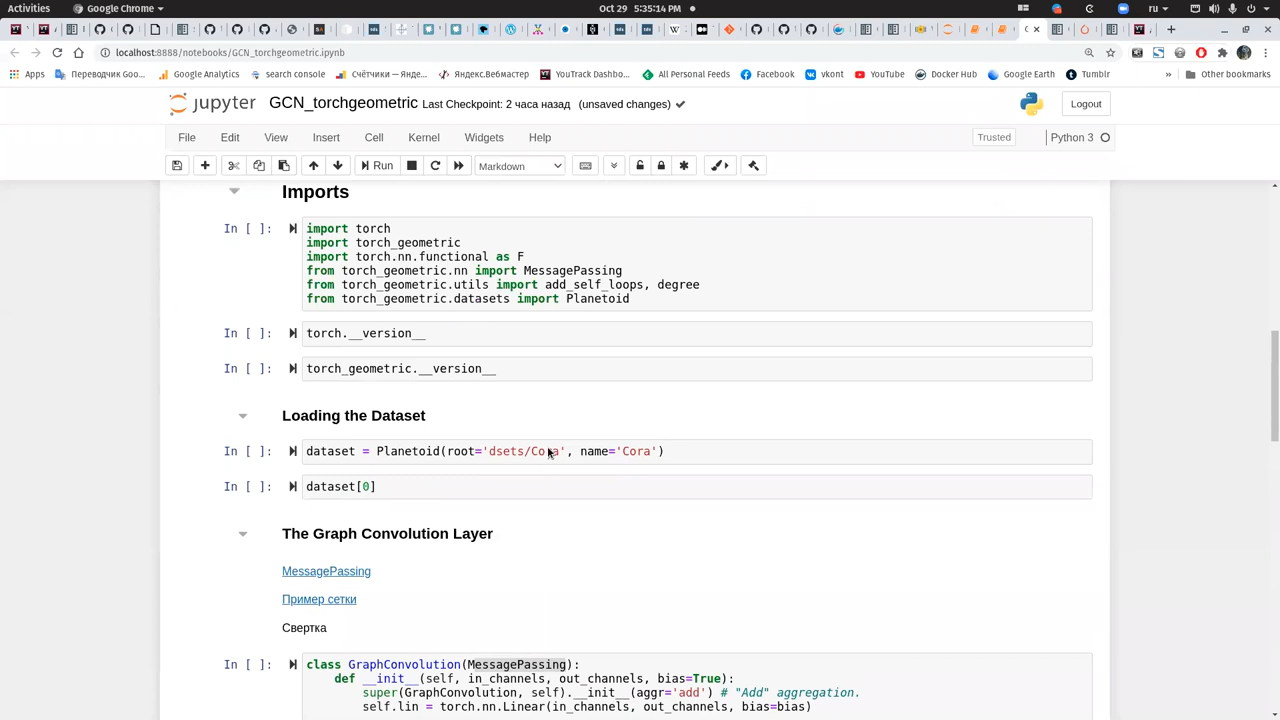 Activities
Google Chrome
Oct 29 5:35:14 PM
ru
localhost:8888/notebooks/GCN_torchgeometric.ipynb
Apps
Переводчик Goo...
Google Analytics
search console
Счётчики — Янде...
Яндекс.Вебмастер
YouTrack Dashbo...
All Personal Feeds
Facebook
vkont
YouTube
Docker Hub
Google Earth
Tumblr
»
Other bookmarks
jupyter GCN_torchgeometric Last Checkpoint: 2 часа назад (unsaved changes)
Logout
File Edit View Insert Cell Kernel Widgets Help
Trusted
Python 3
Run
Markdown
Imports
In [ ]: import torch
import torch_geometric
import torch.nn.functional as F
from torch_geometric.nn import MessagePassing
from torch_geometric.utils import add_self_loops, degree
from torch_geometric.datasets import Planetoid
In [ ]: torch.__version__
In [ ]: torch_geometric.__version__
Loading the Dataset
In [ ]: dataset = Planetoid(root='dsets/Cora', name='Cora')
In [ ]: dataset[0]
The Graph Convolution Layer
MessagePassing
Пример сетки
Свертка
In [ ]: class GraphConvolution(MessagePassing):
def __init__(self, in_channels, out_channels, bias=True):
super(GraphConvolution, self).__init__(aggr='add') # "Add" aggregation.
self.lin = torch.nn.Linear(in_channels, out_channels, bias=bias)